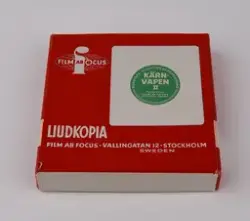 FILM AB FOCUS
KÄRN-
VAPEN
II
LJUDKOPIA
FILM AB FOCUS · VALLINGATAN 12 · STOCKHOLM
SWEDEN